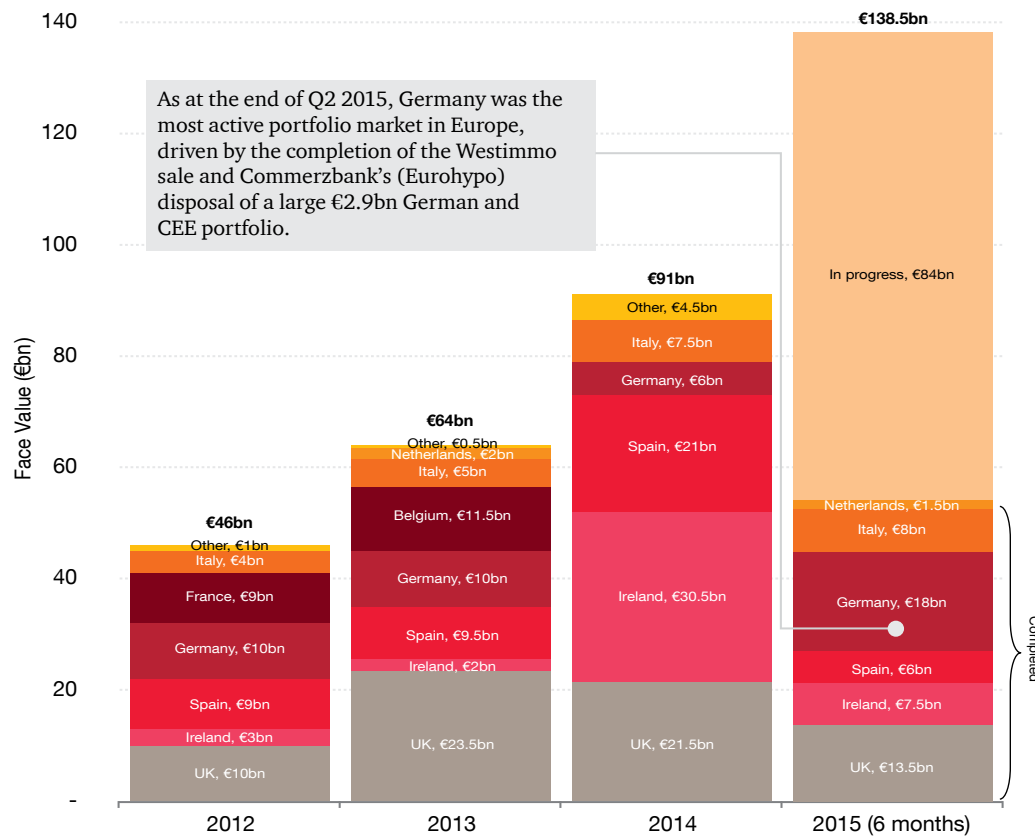 Face Value (€bn)
140
120
100
80
60
40
20
-
As at the end of Q2 2015, Germany was the
most active portfolio market in Europe,
driven by the completion of the Westimmo
sale and Commerzbank’s (Eurohypo)
disposal of a large €2.9bn German and
CEE portfolio.
€46bn
Other, €1bn
Italy, €4bn
France, €9bn
Germany, €10bn
Spain, €9bn
Ireland, €3bn
UK, €10bn
2012
€64bn
Other, €0.5bn
Netherlands, €2bn
Italy, €5bn
Belgium, €11.5bn
Germany, €10bn
Spain, €9.5bn
Ireland, €2bn
UK, €23.5bn
2013
€91bn
Other, €4.5bn
Italy, €7.5bn
Germany, €6bn
Spain, €21bn
Ireland, €30.5bn
UK, €21.5bn
2014
€138.5bn
In progress, €84bn
Netherlands, €1.5bn
Italy, €8bn
Germany, €18bn
Spain, €6bn
Ireland, €7.5bn
UK, €13.5bn
2015 (6 months)
Completed